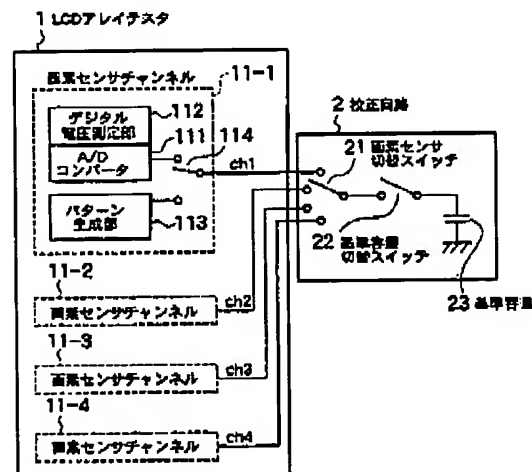 1 LCDアレイテスタ
画素センサチャンネル
11-1
デジタル
電圧測定部
112
111
114
A/D
コンバータ
ch1
パターン
生成部
113
2 校正回路
21 画素センサ
切替スイッチ
22 基準容量
切替スイッチ
23 基準容量
11-2
画素センサチャンネル
ch2
11-3
画素センサチャンネル
ch3
11-4
画素センサチャンネル
ch4